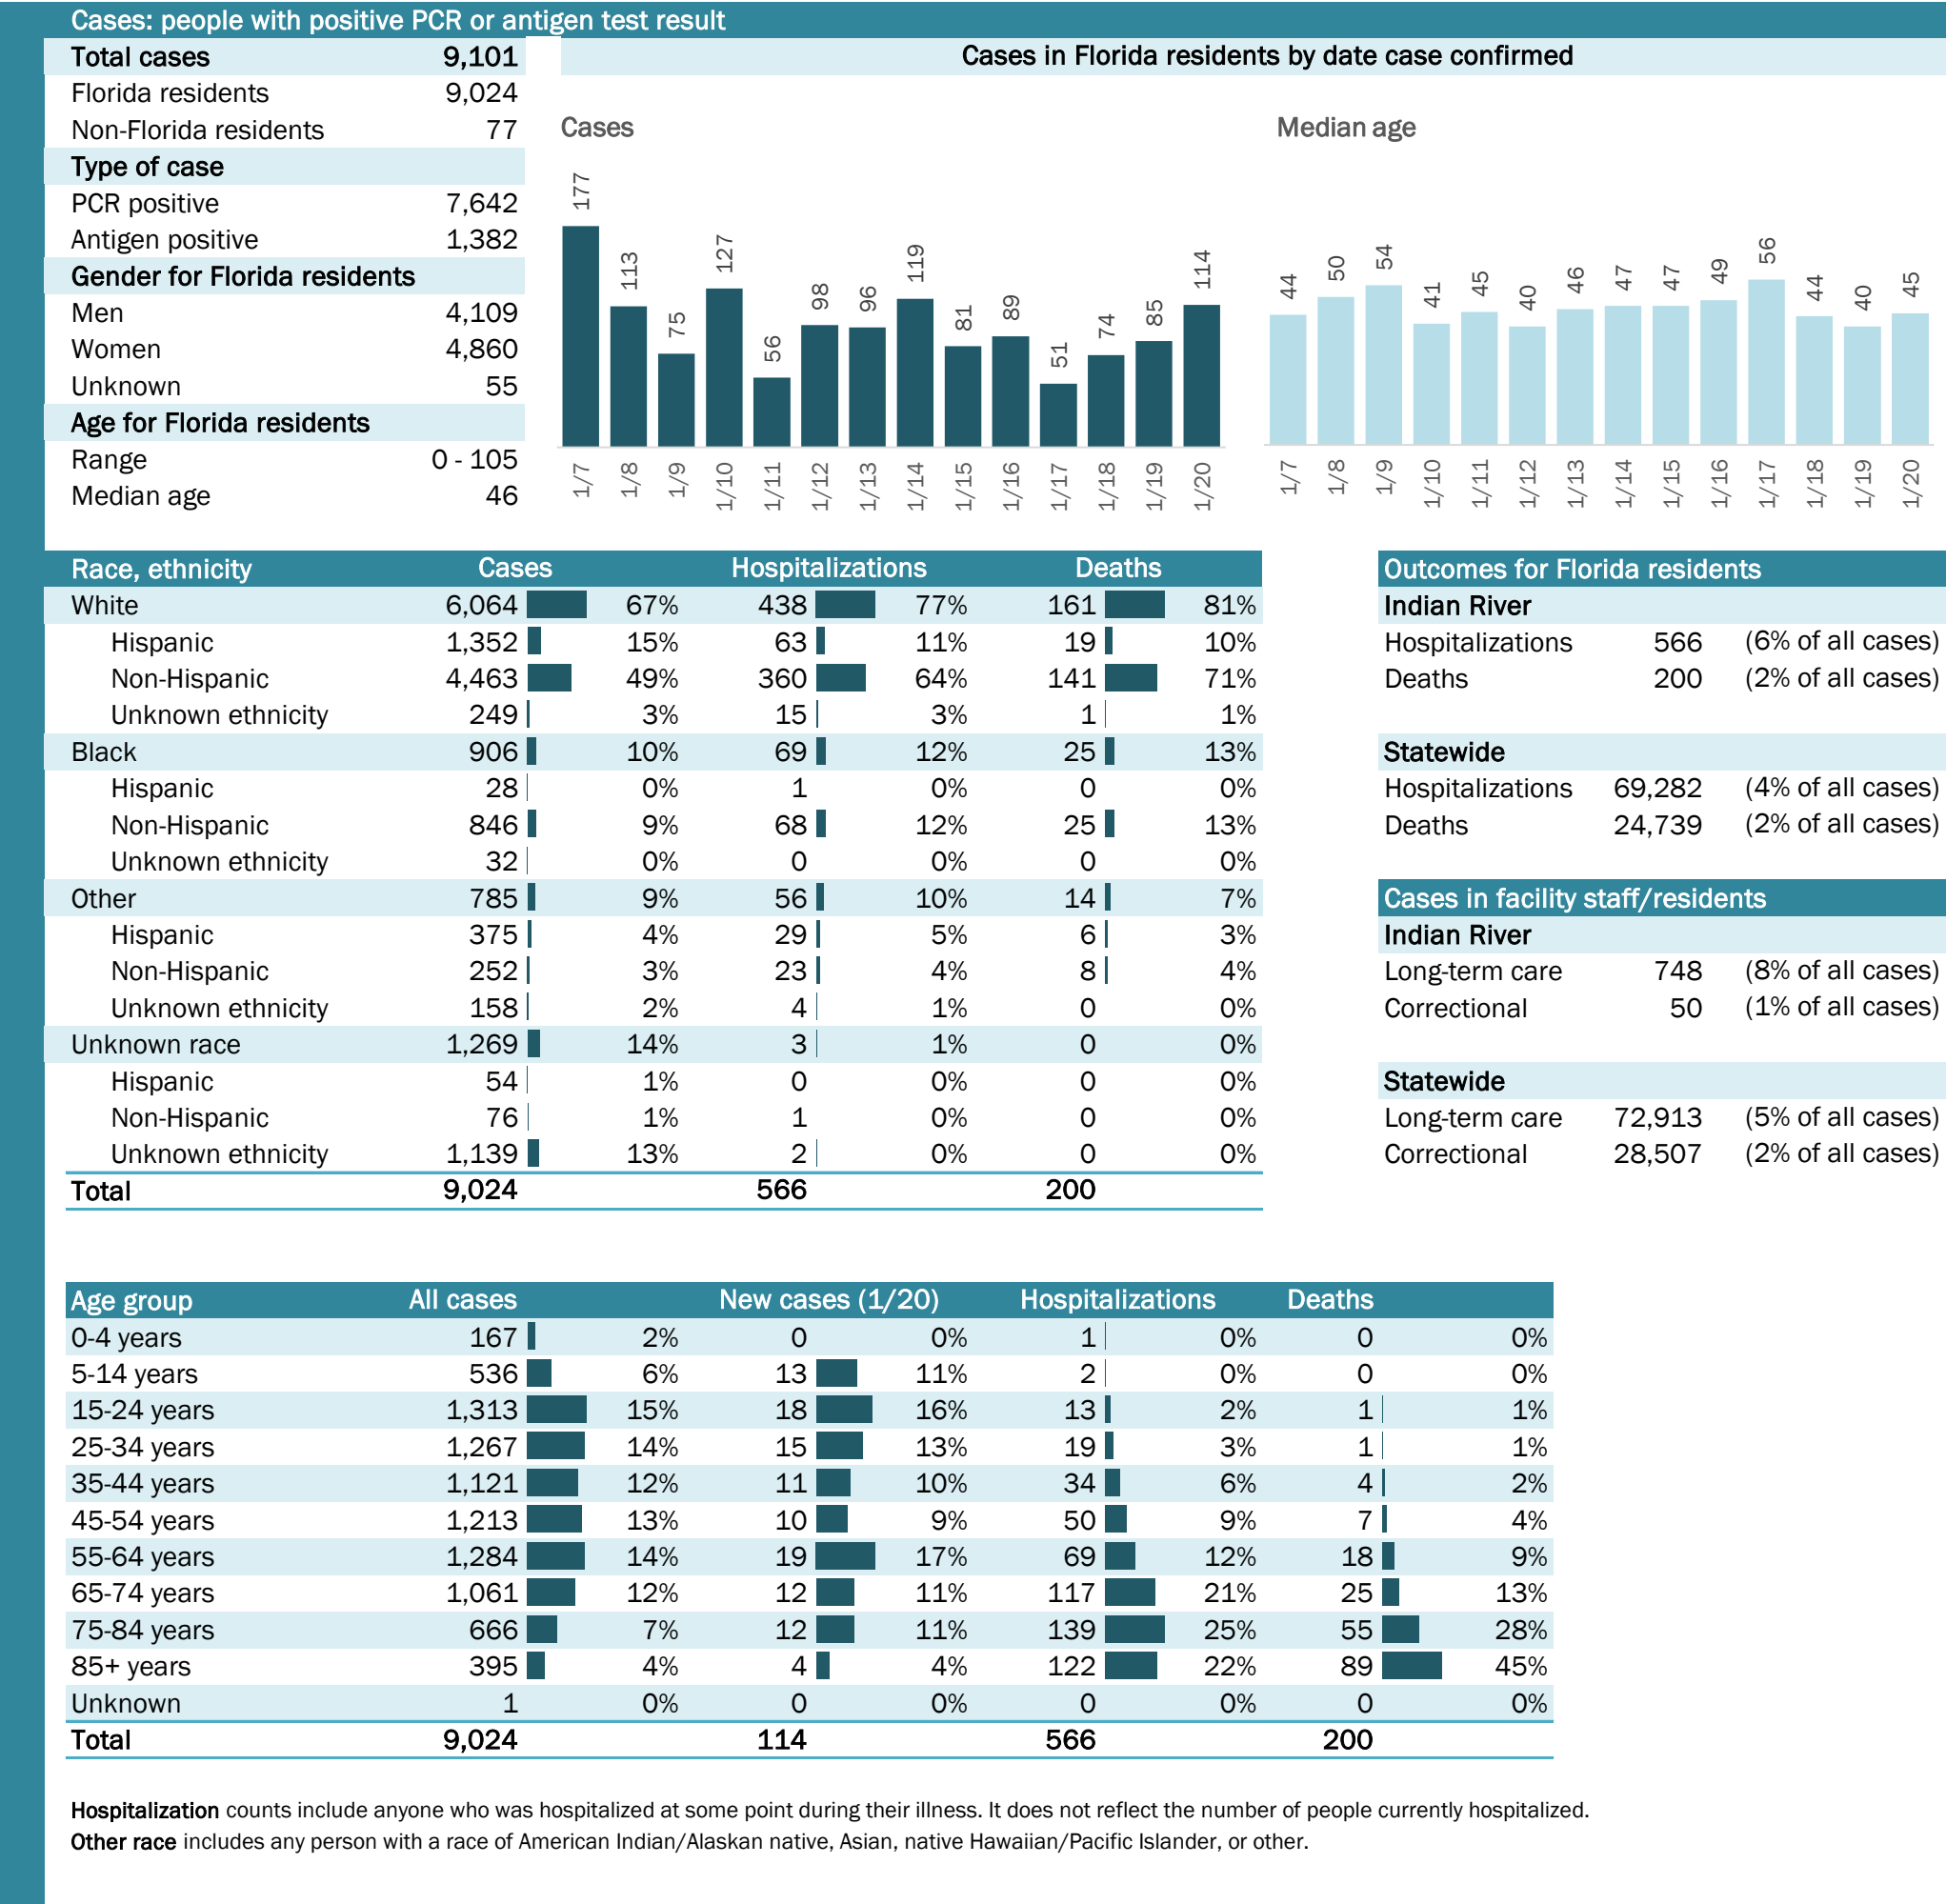 Cases: people with positive PCR or antigen test result
Total cases 9,101
Florida residents 9,024
Non-Florida residents 77
Type of case
PCR positive 7,642
Antigen positive 1,382
Gender for Florida residents
Men 4,109
Women 4,860
Unknown 55
Age for Florida residents
Range 0 - 105
Median age 46
Cases in Florida residents by date case confirmed
Cases
177 113 75 127 56 98 96 119 81 89 51 74 85 114
1/7 1/8 1/9 1/10 1/11 1/12 1/13 1/14 1/15 1/16 1/17 1/18 1/19 1/20
Median age
44 50 54 41 45 40 46 47 47 49 56 44 40 45
1/7 1/8 1/9 1/10 1/11 1/12 1/13 1/14 1/15 1/16 1/17 1/18 1/19 1/20
Race, ethnicity Cases Hospitalizations Deaths
White 6,064 67% 438 77% 161 81%
Hispanic 1,352 15% 63 11% 19 10%
Non-Hispanic 4,463 49% 360 64% 141 71%
Unknown ethnicity 249 3% 15 3% 1 1%
Black 906 10% 69 12% 25 13%
Hispanic 28 0% 1 0% 0 0%
Non-Hispanic 846 9% 68 12% 25 13%
Unknown ethnicity 32 0% 0 0% 0 0%
Other 785 9% 56 10% 14 7%
Hispanic 375 4% 29 5% 6 3%
Non-Hispanic 252 3% 23 4% 8 4%
Unknown ethnicity 158 2% 4 1% 0 0%
Unknown race 1,269 14% 3 1% 0 0%
Hispanic 54 1% 0 0% 0 0%
Non-Hispanic 76 1% 1 0% 0 0%
Unknown ethnicity 1,139 13% 2 0% 0 0%
Total 9,024 566 200
Outcomes for Florida residents
Indian River
Hospitalizations 566 (6% of all cases)
Deaths 200 (2% of all cases)
Statewide
Hospitalizations 69,282 (4% of all cases)
Deaths 24,739 (2% of all cases)
Cases in facility staff/residents
Indian River
Long-term care 748 (8% of all cases)
Correctional 50 (1% of all cases)
Statewide
Long-term care 72,913 (5% of all cases)
Correctional 28,507 (2% of all cases)
Age group All cases New cases (1/20) Hospitalizations Deaths
0-4 years 167 2% 0 0% 1 0% 0 0%
5-14 years 536 6% 13 11% 2 0% 0 0%
15-24 years 1,313 15% 18 16% 13 2% 1 1%
25-34 years 1,267 14% 15 13% 19 3% 1 1%
35-44 years 1,121 12% 11 10% 34 6% 4 2%
45-54 years 1,213 13% 10 9% 50 9% 7 4%
55-64 years 1,284 14% 19 17% 69 12% 18 9%
65-74 years 1,061 12% 12 11% 117 21% 25 13%
75-84 years 666 7% 12 11% 139 25% 55 28%
85+ years 395 4% 4 4% 122 22% 89 45%
Unknown 1 0% 0 0% 0 0% 0 0%
Total 9,024 114 566 200
Hospitalization counts include anyone who was hospitalized at some point during their illness. It does not reflect the number of people currently hospitalized.
Other race includes any person with a race of American Indian/Alaskan native, Asian, native Hawaiian/Pacific Islander, or other.